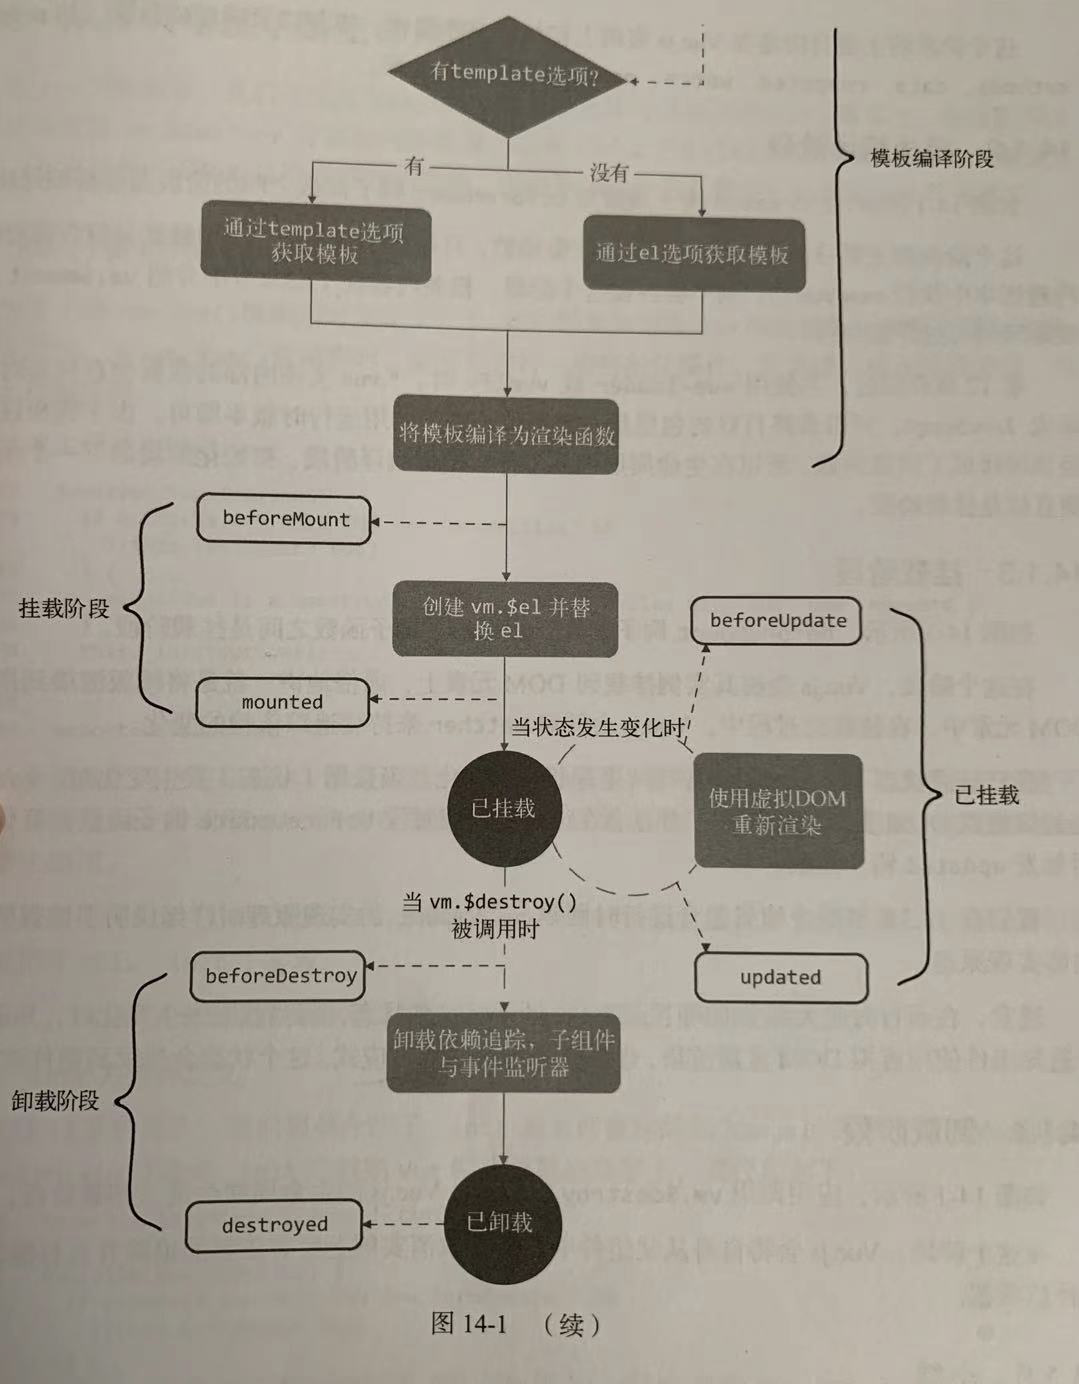 有template选项?
有
没有
模板编译阶段
通过template选项
获取模板
通过el选项获取模板
将模板编译为渲染函数
beforeMount
挂载阶段
创建 vm.$el 并替
换 el
beforeUpdate
mounted
当状态发生变化时
已挂载
使用虚拟DOM
重新渲染
已挂载
当 vm.$destroy()
被调用时
beforeDestroy
updated
卸载依赖追踪，子组件
与事件监听器
卸载阶段
destroyed
已卸载
图 14-1 （续）